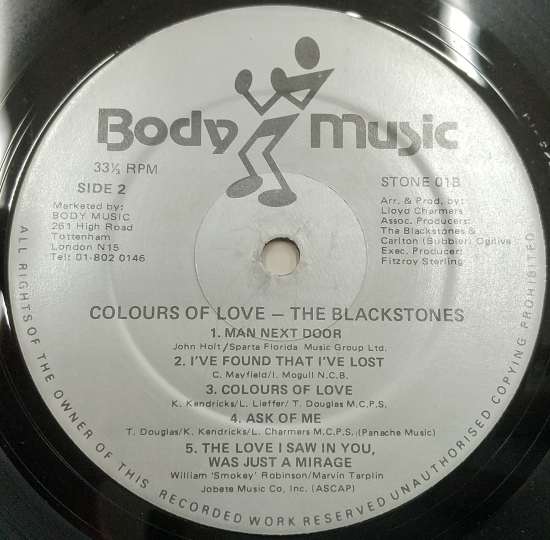 Body Music
33⅓ RPM
SIDE 2
Marketed by:
BODY MUSIC
261 High Road
Tottenham
London N15
Tel: 01-802 0146
STONE 01B
Arr. & Prod. by:
Lloyd Charmers
Assoc. Producers:
The Blackstones &
Carlton (Bubbler) Ogilive
Exec. Producer:
Fitzroy Sterling
COLOURS OF LOVE — THE BLACKSTONES
1. MAN NEXT DOOR
John Holt/Sparta Florida Music Group Ltd.
2. I'VE FOUND THAT I'VE LOST
C. Mayfield/I. Mogull N.C.B.
3. COLOURS OF LOVE
K. Kendricks/L. Lieffer/ T. Douglas M.C.P.S.
4. ASK OF ME
T. Douglas/K. Kendricks/L. Charmers M.C.P.S. (Panache Music)
5. THE LOVE I SAW IN YOU,
WAS JUST A MIRAGE
William 'Smokey' Robinson/Marvin Tarplin
Jobete Music Co, Inc. (ASCAP)
ALL RIGHTS OF THE OWNER OF THIS RECORDED WORK RESERVED UNAUTHORISED COPYING PROHIBITED